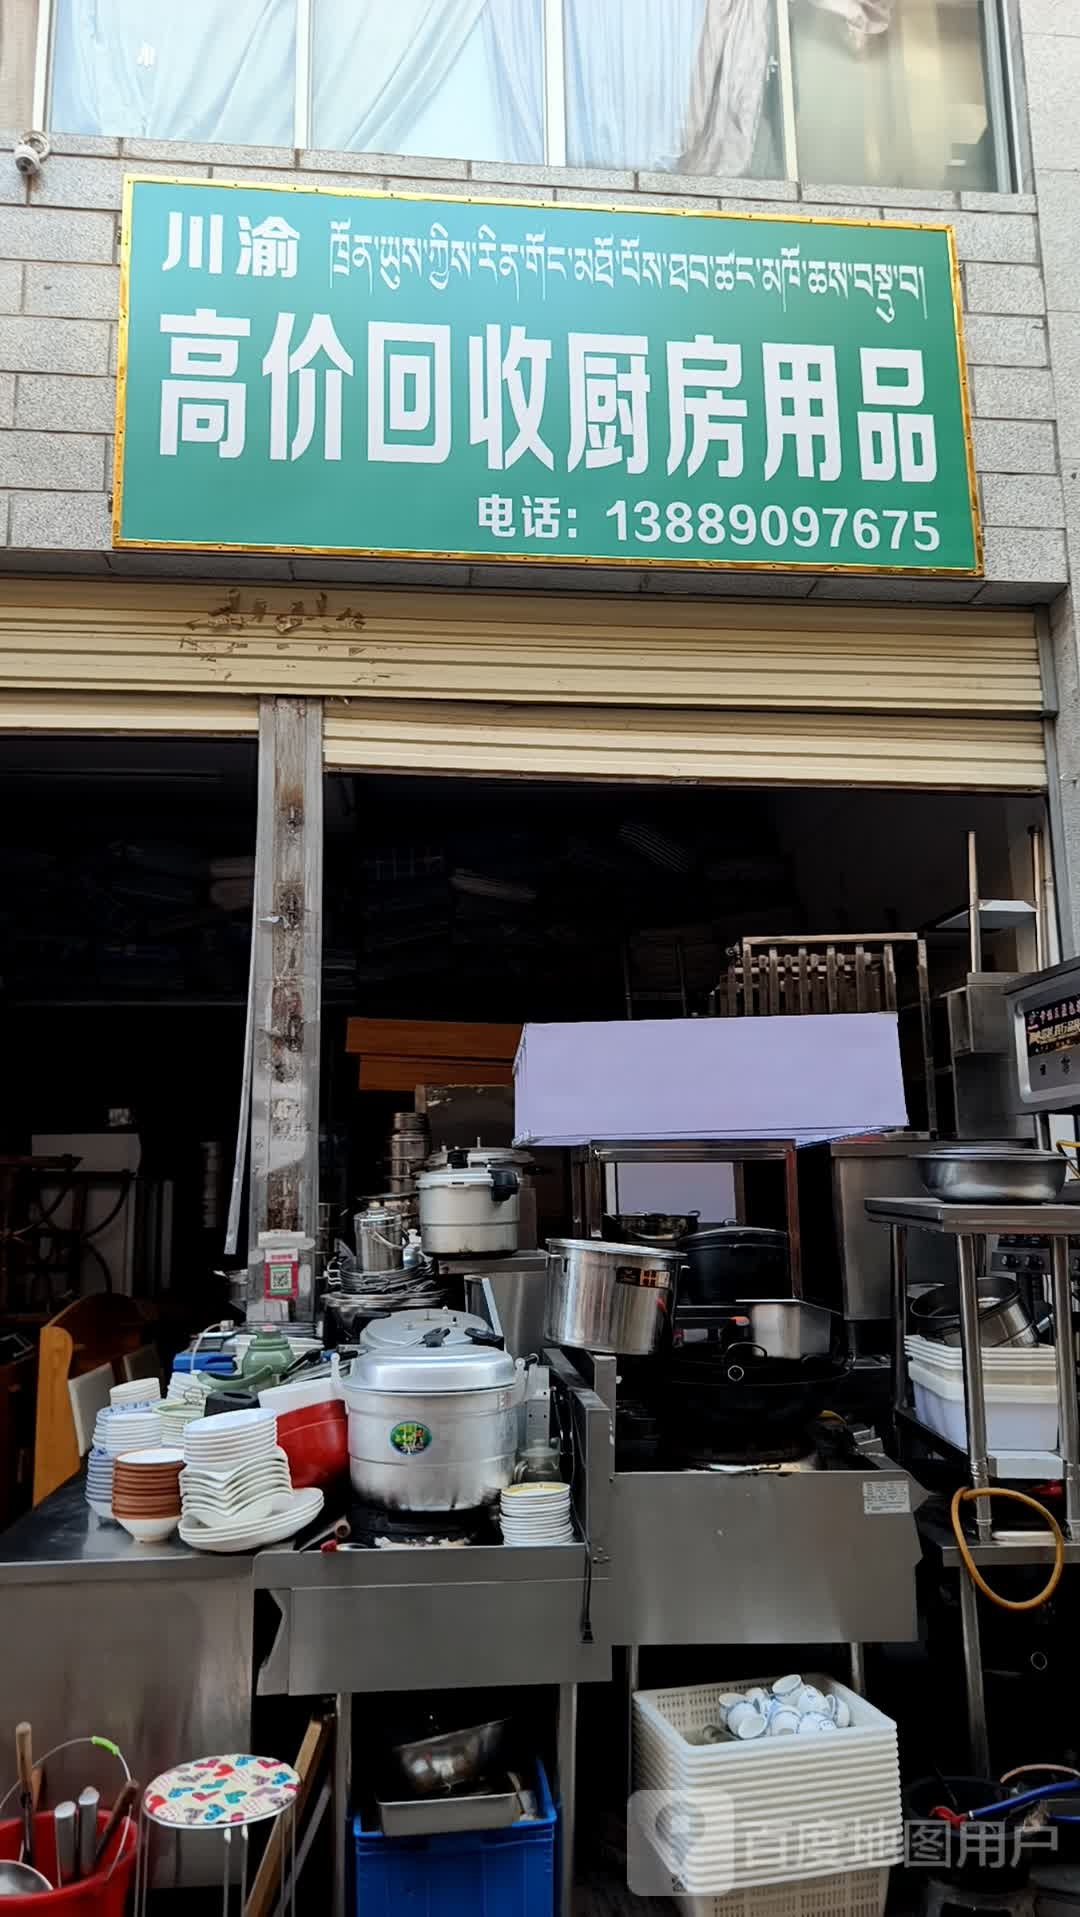 川渝 ཁྲོན་ཡུས་ཀྱིས་རིན་གོང་མཐོ་པོས་ཐབ་ཚང་མཁོ་ཆས་བསྡུ་བ།
高价回收厨房用品
电话：13889097675
百度地图用户